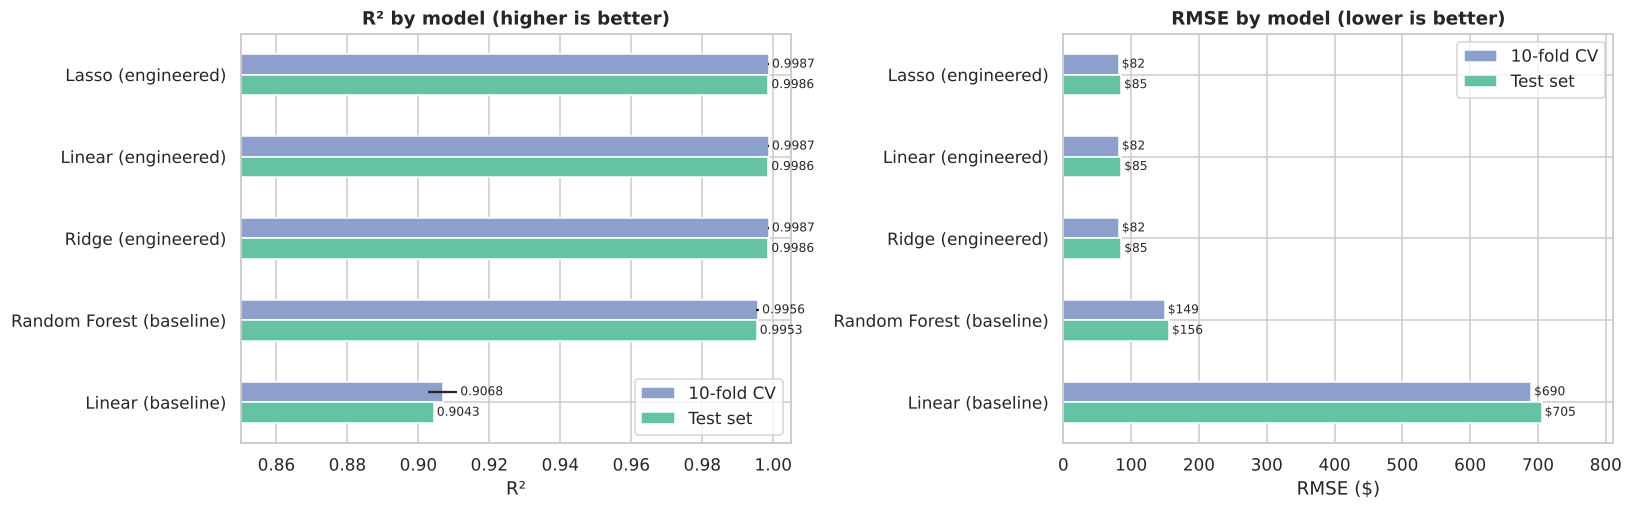 R² by model (higher is better)
Lasso (engineered)
0.9987
0.9986
Linear (engineered)
0.9987
0.9986
Ridge (engineered)
0.9987
0.9986
Random Forest (baseline)
0.9956
0.9953
Linear (baseline)
0.9068
0.9043
10-fold CV
Test set
0.86 0.88 0.90 0.92 0.94 0.96 0.98 1.00
R²
RMSE by model (lower is better)
10-fold CV
Test set
Lasso (engineered)
$82
$85
Linear (engineered)
$82
$85
Ridge (engineered)
$82
$85
Random Forest (baseline)
$149
$156
Linear (baseline)
$690
$705
0 100 200 300 400 500 600 700 800
RMSE ($)